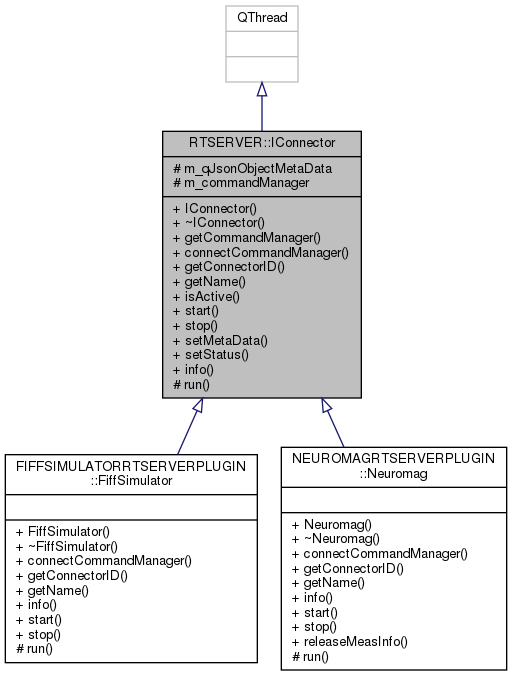 QThread
RTSERVER::IConnector
# m_qJsonObjectMetaData
# m_commandManager
+ IConnector()
+ ~IConnector()
+ getCommandManager()
+ connectCommandManager()
+ getConnectorID()
+ getName()
+ isActive()
+ start()
+ stop()
+ setMetaData()
+ setStatus()
+ info()
# run()
FIFFSIMULATORRTSERVERPLUGIN
::FiffSimulator
+ FiffSimulator()
+ ~FiffSimulator()
+ connectCommandManager()
+ getConnectorID()
+ getName()
+ info()
+ start()
+ stop()
# run()
NEUROMAGRTSERVERPLUGIN
::Neuromag
+ Neuromag()
+ ~Neuromag()
+ connectCommandManager()
+ getConnectorID()
+ getName()
+ info()
+ start()
+ stop()
+ releaseMeasInfo()
# run()